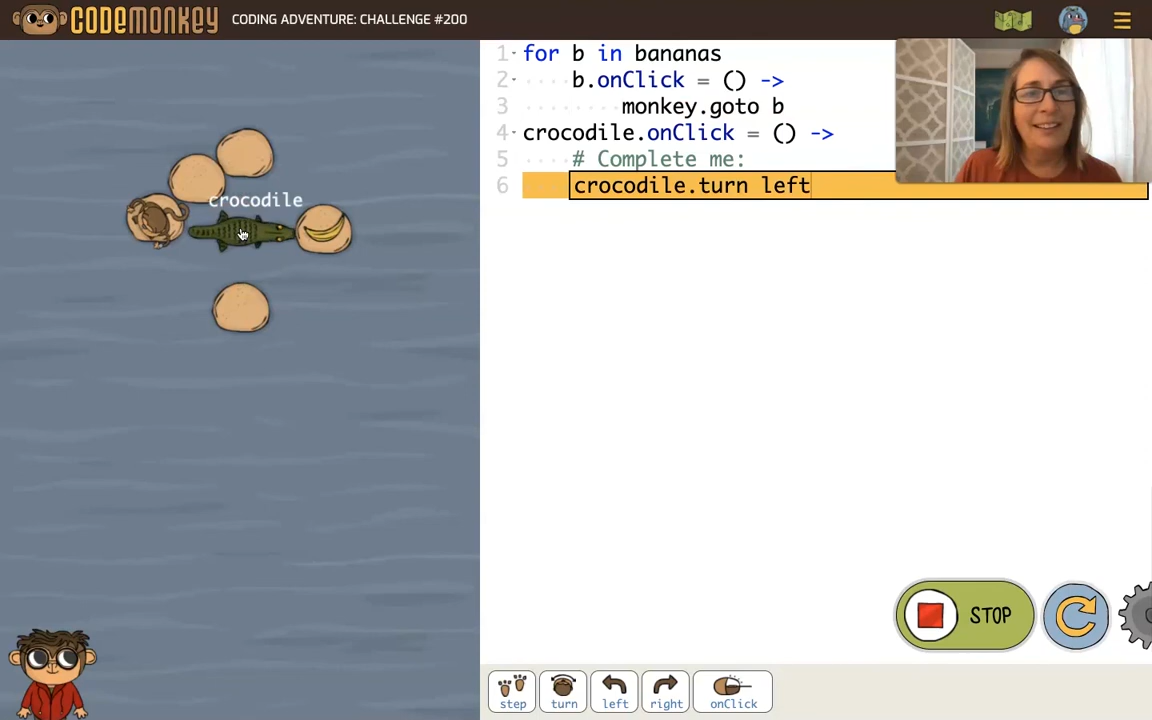 CODEMONKEY CODING ADVENTURE: CHALLENGE #200
1 for b in bananas
2 b.onClick = () ->
3 monkey.goto b
4 crocodile.onClick = () ->
5 # Complete me:
6 crocodile.turn left
crocodile
STOP
step turn left right onClick